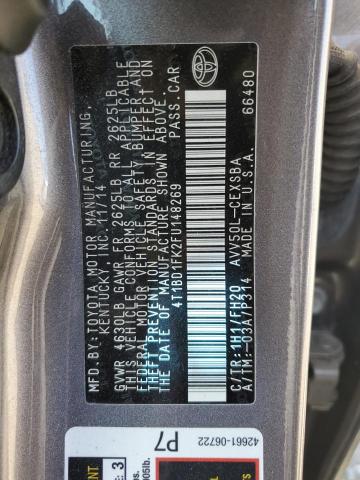 MFD. BY: TOYOTA MOTOR MANUFACTURING,
KENTUCKY, INC. 11/14
GVWR 4630LB GAWR FR 2625LB RR 2625LB
THIS VEHICLE CONFORMS TO ALL APPLICABLE
FEDERAL MOTOR VEHICLE SAFETY, BUMPER, AND
THEFT PREVENTION STANDARDS IN EFFECT ON
THE DATE OF MANUFACTURE SHOWN ABOVE.
4T1BD1FK2FU148269 PASS. CAR
C/TR: 1H1/FH20 AVV50L-CEXSBA
A/TM: -03A/P314 MADE IN U.S.A.
66480
42661-06722
P7
3